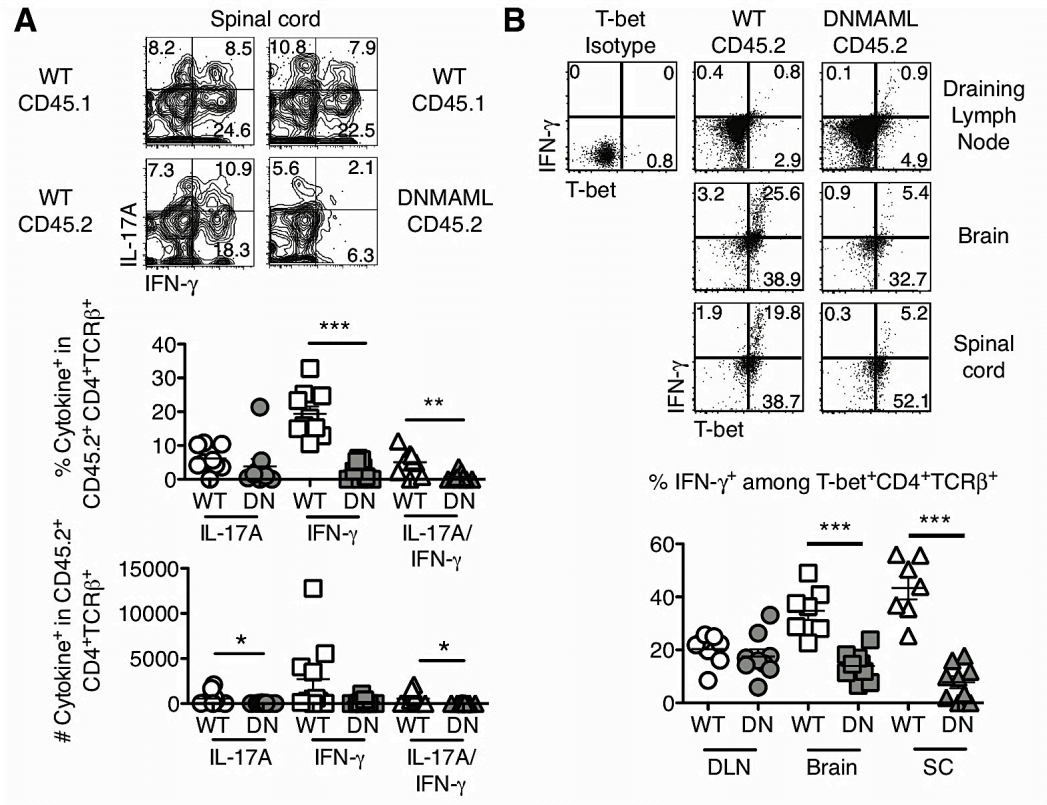 A
Spinal cord
WT
CD45.1
8.2 8.5
24.6
10.8 7.9
22.5
WT
CD45.1
WT
CD45.2
7.3 10.9
18.3
5.6 2.1
6.3
DNMAML
CD45.2
IL-17A
IFN-γ
% Cytokine+ in
CD45.2+ CD4+TCRβ+
***
**
40
30
20
10
0
WT DN WT DN WT DN
IL-17A IFN-γ IL-17A/
IFN-γ
# Cytokine+ in CD45.2+
CD4+TCRβ+
15000
10000
5000
0
* *
WT DN WT DN WT DN
IL-17A IFN-γ IL-17A/
IFN-γ
B
T-bet
Isotype
WT
CD45.2
DNMAML
CD45.2
0 0
0.8
IFN-γ
T-bet
0.4 0.8
2.9
0.1 0.9
4.9
Draining
Lymph
Node
3.2 25.6
38.9
0.9 5.4
32.7
Brain
1.9 19.8
38.7
0.3 5.2
52.1
Spinal
cord
IFN-γ
T-bet
% IFN-γ+ among T-bet+CD4+TCRβ+
*** ***
60
40
20
0
WT DN WT DN WT DN
DLN Brain SC